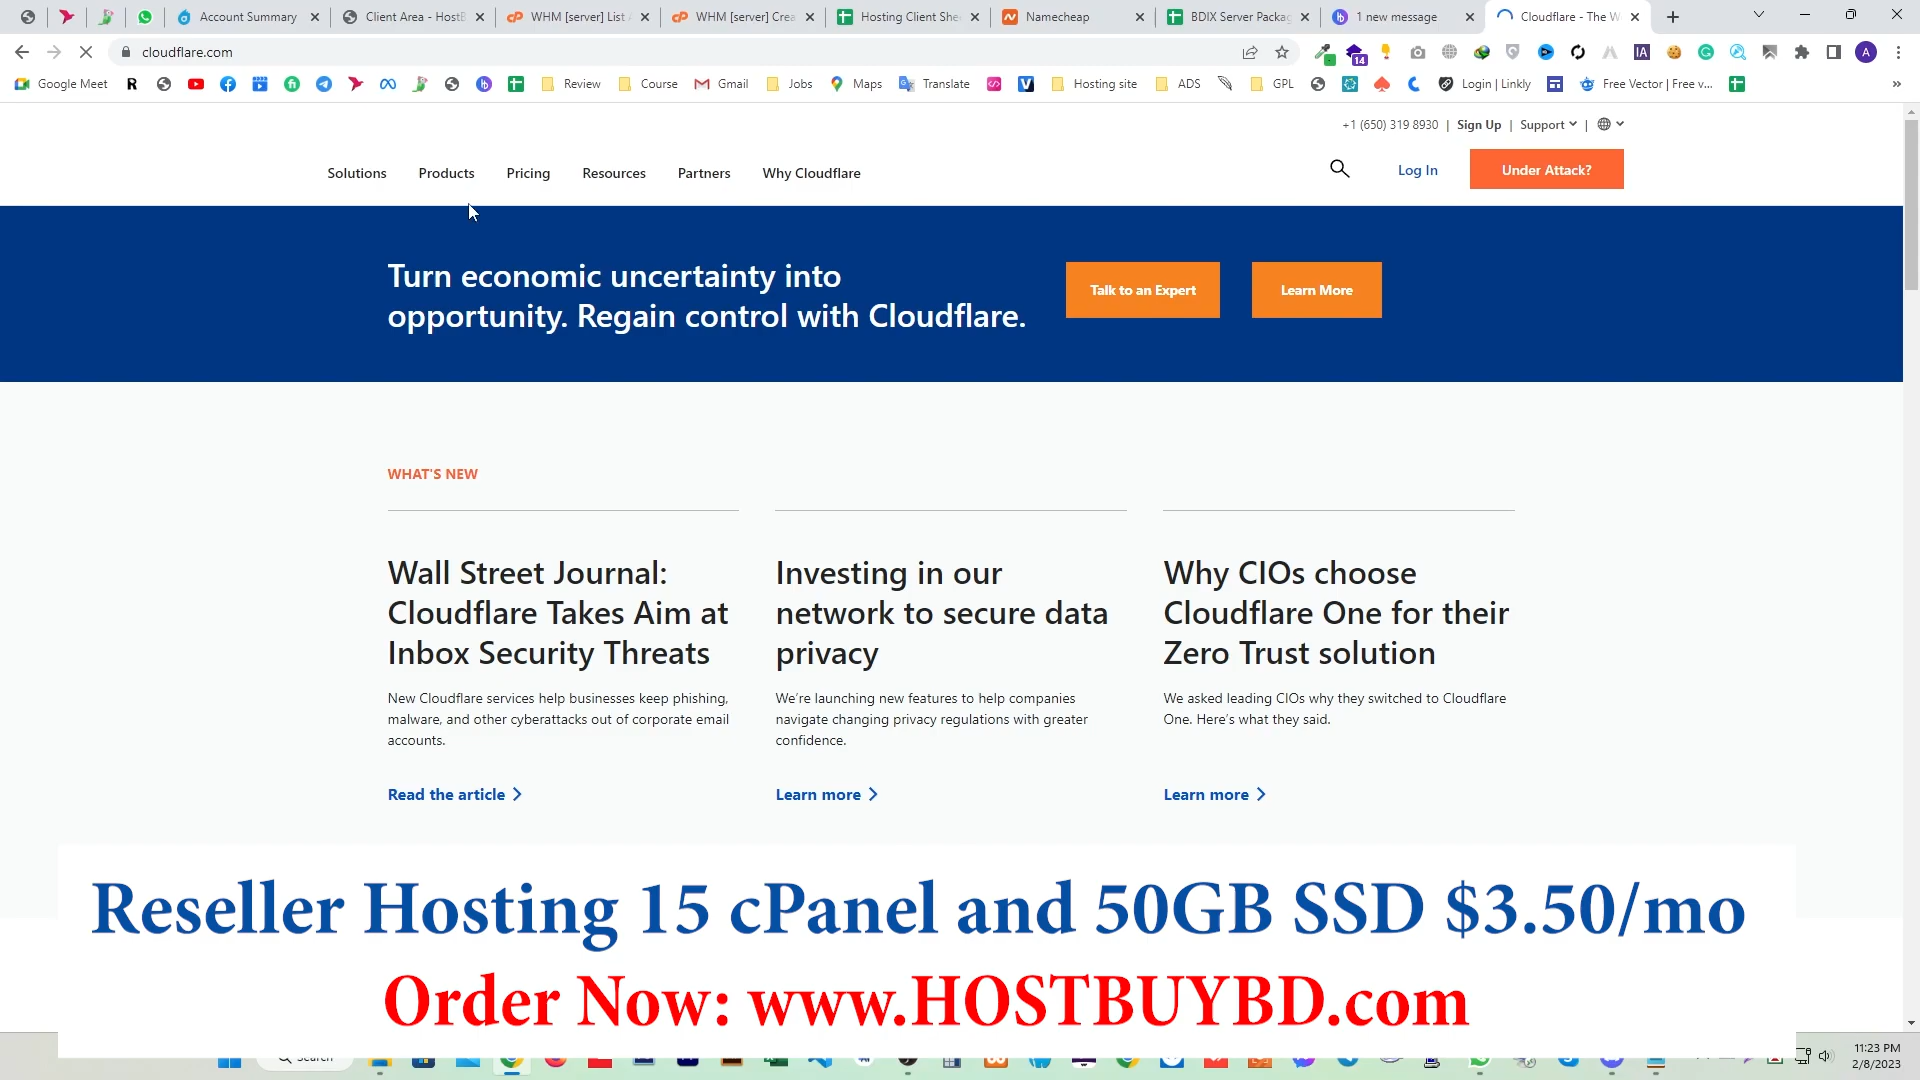 Account Summary
Client Area - HostB
WHM [server] List
WHM [server] Crea
Hosting Client She
Namecheap
BDIX Server Packag
1 new message
Cloudflare - The W
cloudflare.com
14
A
Google Meet
R
Review
Course
Gmail
Jobs
Maps
Translate
Hosting site
ADS
GPL
Login | Linkly
Free Vector | Free v...
+1 (650) 319 8930 | Sign Up | Support |
Solutions
Products
Pricing
Resources
Partners
Why Cloudflare
Log In
Under Attack?
Turn economic uncertainty into
opportunity. Regain control with Cloudflare.
Talk to an Expert
Learn More
WHAT'S NEW
Wall Street Journal:
Cloudflare Takes Aim at
Inbox Security Threats
New Cloudflare services help businesses keep phishing,
malware, and other cyberattacks out of corporate email
accounts.
Read the article
Investing in our
network to secure data
privacy
We're launching new features to help companies
navigate changing privacy regulations with greater
confidence.
Learn more
Why CIOs choose
Cloudflare One for their
Zero Trust solution
We asked leading CIOs why they switched to Cloudflare
One. Here's what they said.
Learn more
Reseller Hosting 15 cPanel and 50GB SSD $3.50/mo
Order Now: www.HOSTBUYBD.com
Search
11:23 PM
2/8/2023